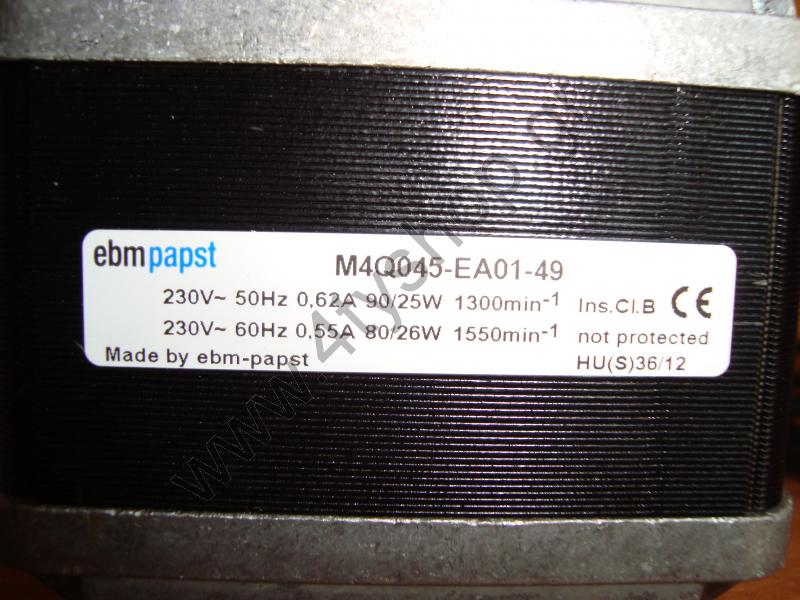 ebmpapst
M4Q045-EA01-49
230V~ 50Hz 0,62A 90/25W 1300min-1 Ins.Cl.B CE
230V~ 60Hz 0,55A 80/26W 1550min-1 not protected
Made by ebm-papst HU(S)36/12